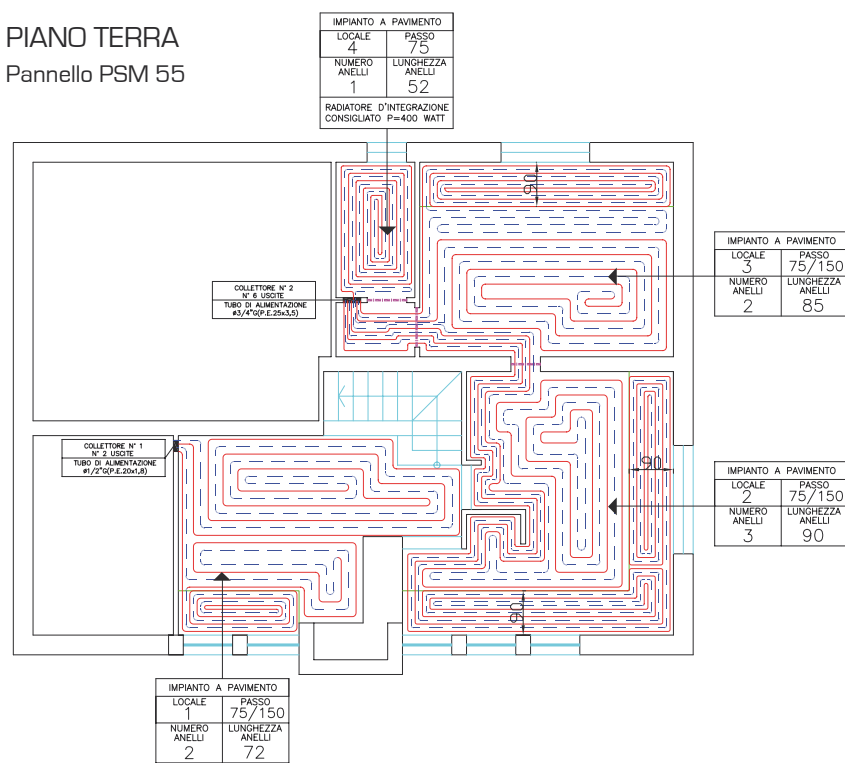 PIANO TERRA
Pannello PSM 55
IMPIANTO A PAVIMENTO
LOCALE PASSO
4 75
NUMERO ANELLI LUNGHEZZA ANELLI
1 52
RADIATORE D'INTEGRAZIONE
CONSIGLIATO P=400 WATT
90
IMPIANTO A PAVIMENTO
LOCALE PASSO
3 75/150
NUMERO ANELLI LUNGHEZZA ANELLI
2 85
COLLETTORE N° 2
N° 6 USCITE
TUBO DI ALIMENTAZIONE
ø3/4"G(P.E.25x3,5)
COLLETTORE N° 1
N° 2 USCITE
TUBO DI ALIMENTAZIONE
ø1/2"G(P.E.20x1,8)
90
IMPIANTO A PAVIMENTO
LOCALE PASSO
2 75/150
NUMERO ANELLI LUNGHEZZA ANELLI
3 90
90
IMPIANTO A PAVIMENTO
LOCALE PASSO
1 75/150
NUMERO ANELLI LUNGHEZZA ANELLI
2 72